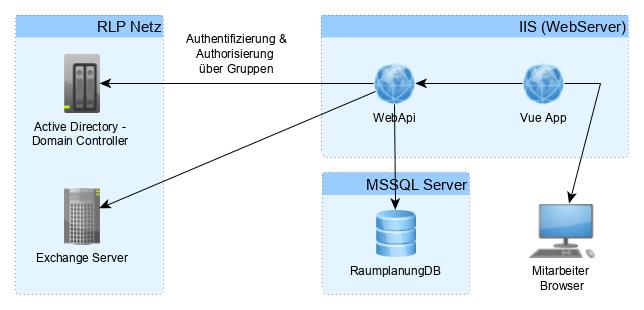 RLP Netz
IIS (WebServer)
Authentifizierung &
Authorisierung
über Gruppen
Active Directory -
Domain Controller
WebApi
Vue App
MSSQL Server
Exchange Server
RaumplanungDB
Mitarbeiter
Browser